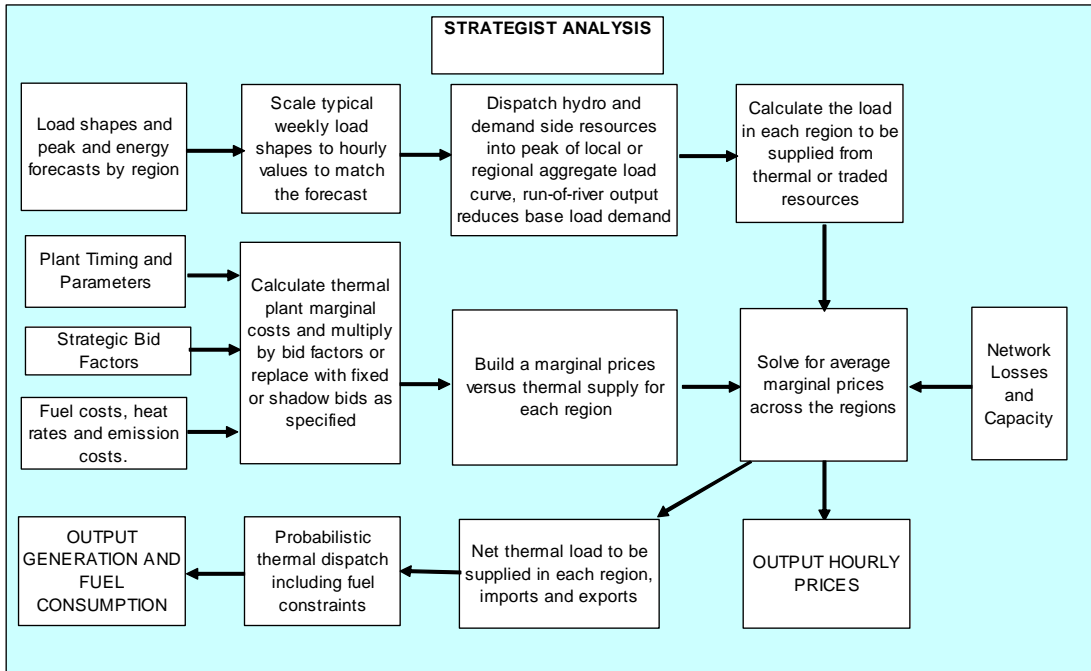 STRATEGIST ANALYSIS
Load shapes and
peak and energy
forecasts by region
Scale typical
weekly load
shapes to hourly
values to match
the forecast
Dispatch hydro and
demand side resources
into peak of local or
regional aggregate load
curve, run-of-river output
reduces base load demand
Calculate the load
in each region to be
supplied from
thermal or traded
resources
Plant Timing and
Parameters
Strategic Bid
Factors
Fuel costs, heat
rates and emission
costs.
Calculate thermal
plant marginal
costs and multiply
by bid factors or
replace with fixed
or shadow bids as
specified
Build a marginal prices
versus thermal supply for
each region
Solve for average
marginal prices
across the regions
Network
Losses
and
Capacity
OUTPUT
GENERATION AND
FUEL
CONSUMPTION
Probabilistic
thermal dispatch
including fuel
constraints
Net thermal load to be
supplied in each region,
imports and exports
OUTPUT HOURLY
PRICES